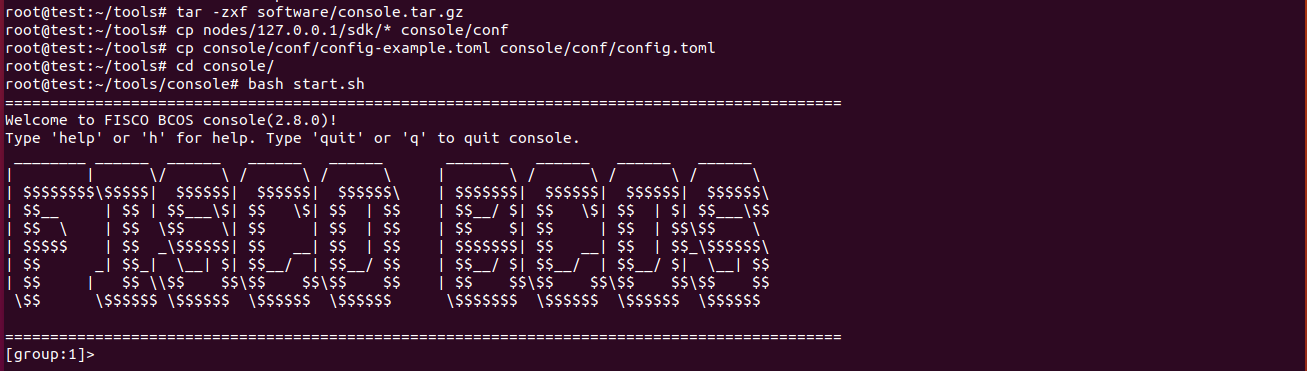 root@test:~/tools# tar -zxf software/console.tar.gz
root@test:~/tools# cp nodes/127.0.0.1/sdk/* console/conf
root@test:~/tools# cp console/conf/config-example.toml console/conf/config.toml
root@test:~/tools# cd console/
root@test:~/tools/console# bash start.sh
=============================================================================================
Welcome to FISCO BCOS console(2.8.0)!
Type 'help' or 'h' for help. Type 'quit' or 'q' to quit console.
 ________ ______  ______   ______   ______       _______   ______   ______   ______
|        |      \/      \ /      \ /      \     |       \ /      \ /      \ /      \
| $$$$$$$$\$$$$$|  $$$$$$|  $$$$$$|  $$$$$$\    | $$$$$$$|  $$$$$$|  $$$$$$|  $$$$$$\
| $$__     | $$ | $$___\$| $$   \$| $$  | $$    | $$__/ $| $$   \$| $$  | $| $$___\$$
| $$  \    | $$  \$$    \| $$     | $$  | $$    | $$    $| $$     | $$  | $$\$$    \
| $$$$$    | $$  _\$$$$$$| $$   __| $$  | $$    | $$$$$$$| $$   __| $$  | $$_\$$$$$$\
| $$      _| $$_|  \__| $| $$__/  | $$__/ $$    | $$__/ $| $$__/  | $$__/ $|  \__| $$
| $$     |   $$ \\$$    $$\$$    $$\$$    $$    | $$    $$\$$    $$\$$    $$\$$    $$
 \$$      \$$$$$$ \$$$$$$  \$$$$$$  \$$$$$$      \$$$$$$$  \$$$$$$  \$$$$$$  \$$$$$$
=============================================================================================
[group:1]>